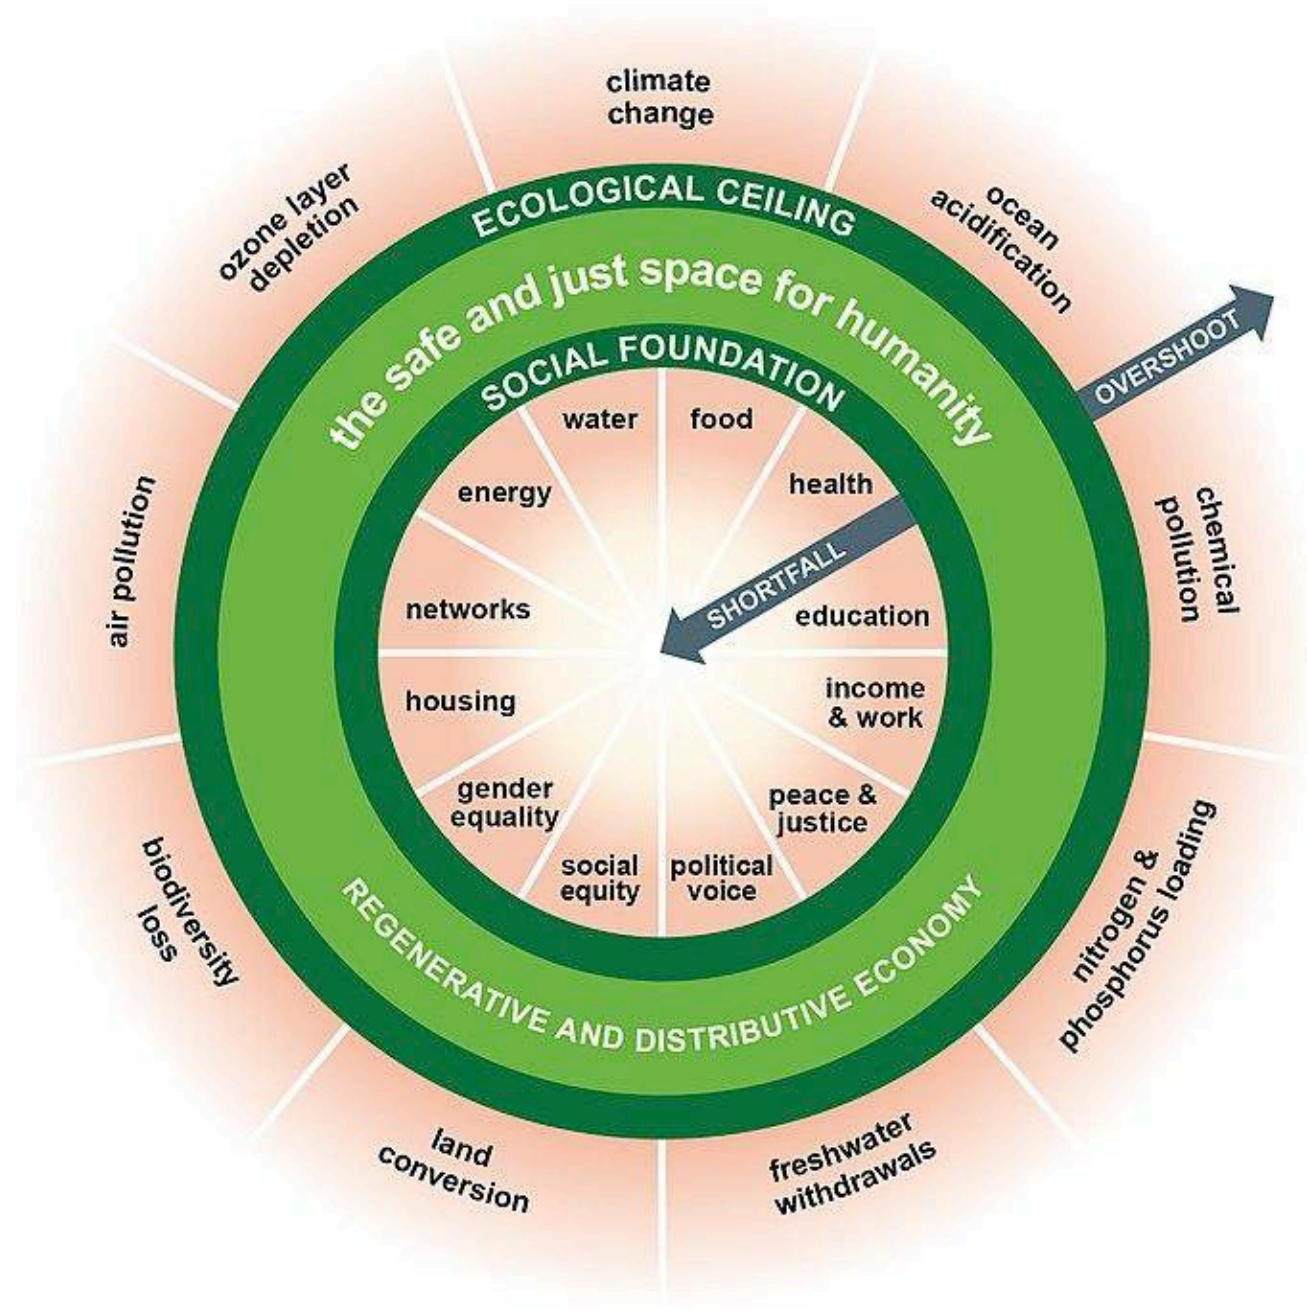 climate
change
ocean
acidification
OVERSHOOT
chemical
pollution
nitrogen &
phosphorus loading
freshwater
withdrawals
land
conversion
biodiversity
loss
air pollution
ozone layer
depletion
ECOLOGICAL CEILING
the safe and just space for humanity
SOCIAL FOUNDATION
water
food
health
SHORTFALL
education
income
& work
peace &
justice
political
voice
social
equity
gender
equality
housing
networks
energy
REGENERATIVE AND DISTRIBUTIVE ECONOMY